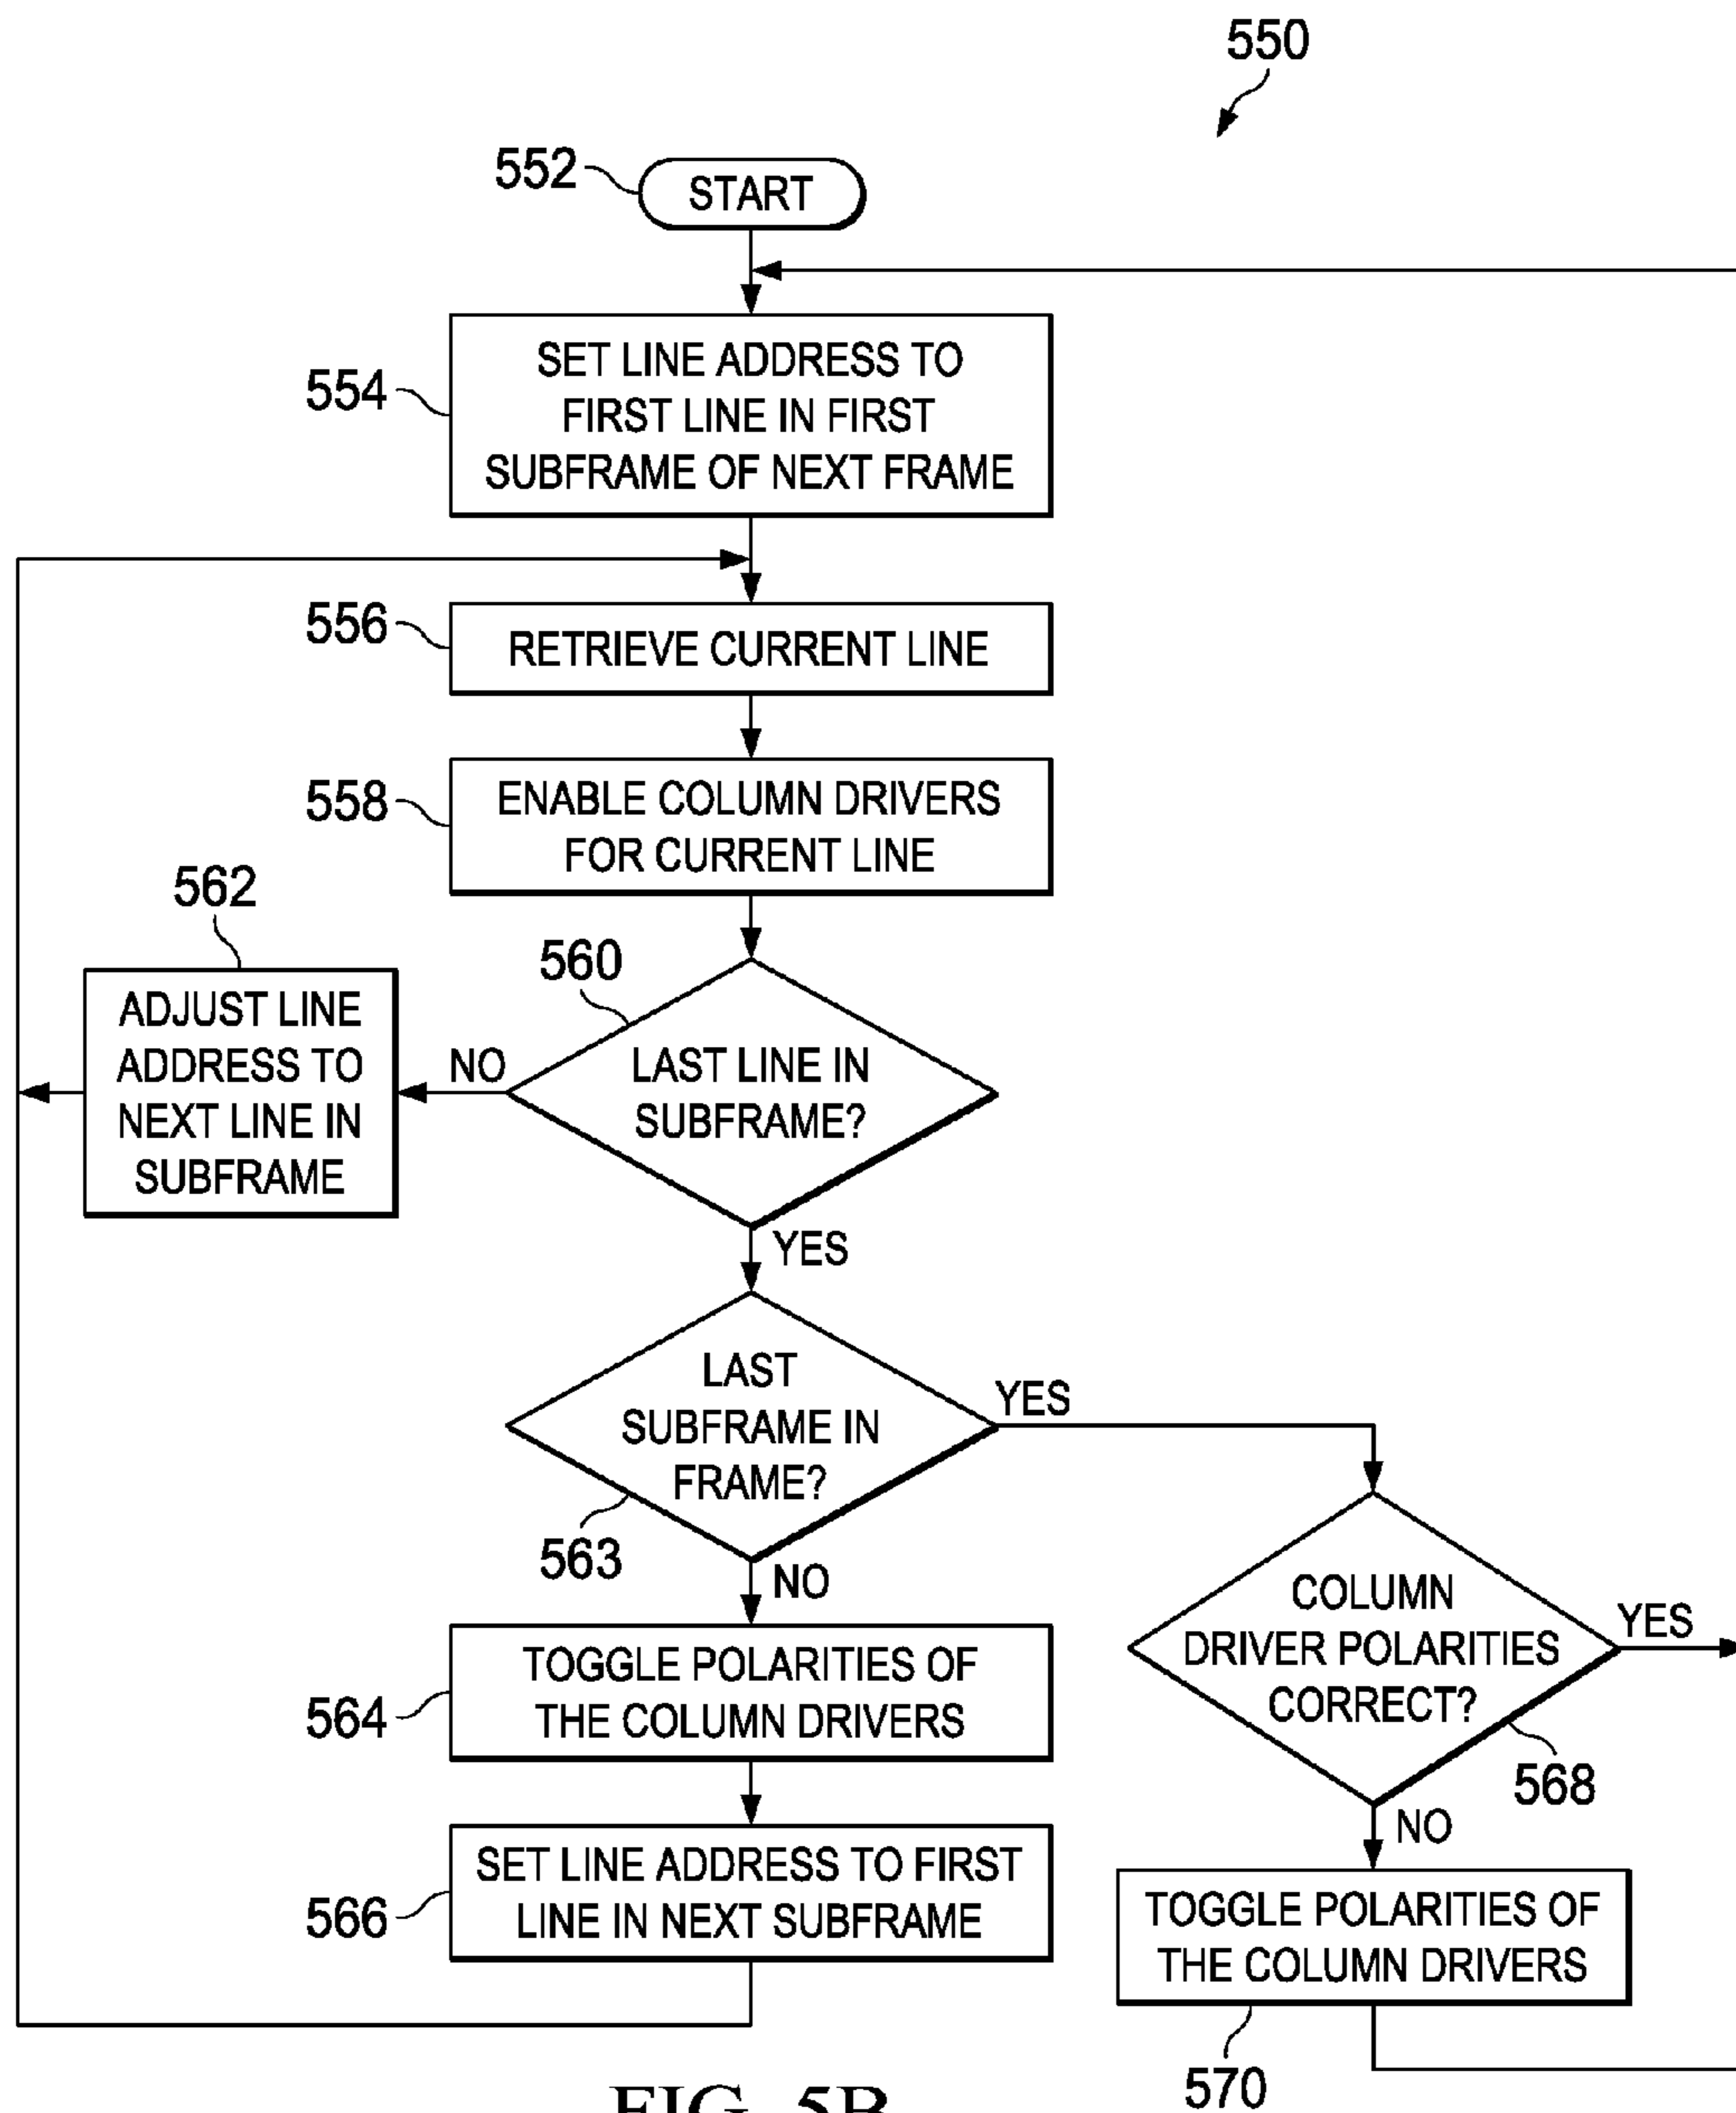 550
552
START
554
SET LINE ADDRESS TO
FIRST LINE IN FIRST
SUBFRAME OF NEXT FRAME
556
RETRIEVE CURRENT LINE
558
ENABLE COLUMN DRIVERS
FOR CURRENT LINE
562
ADJUST LINE
ADDRESS TO
NEXT LINE IN
SUBFRAME
560
NO
LAST LINE IN
SUBFRAME?
YES
LAST
SUBFRAME IN
FRAME?
YES
563
NO
COLUMN
DRIVER POLARITIES
CORRECT?
YES
568
NO
564
TOGGLE POLARITIES OF
THE COLUMN DRIVERS
566
SET LINE ADDRESS TO FIRST
LINE IN NEXT SUBFRAME
TOGGLE POLARITIES OF
THE COLUMN DRIVERS
570
FIG. 5B